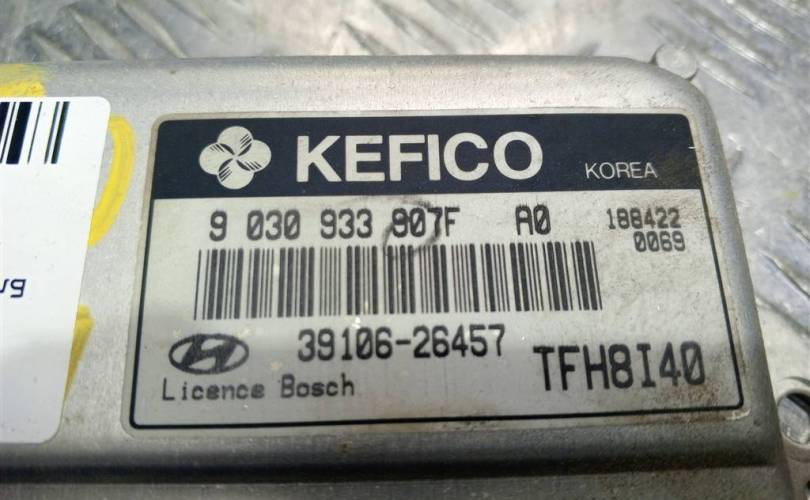 KEFICO KOREA
9 030 933 907F A0 188422
0069
39106-26457
TFH8I40
Licence Bosch